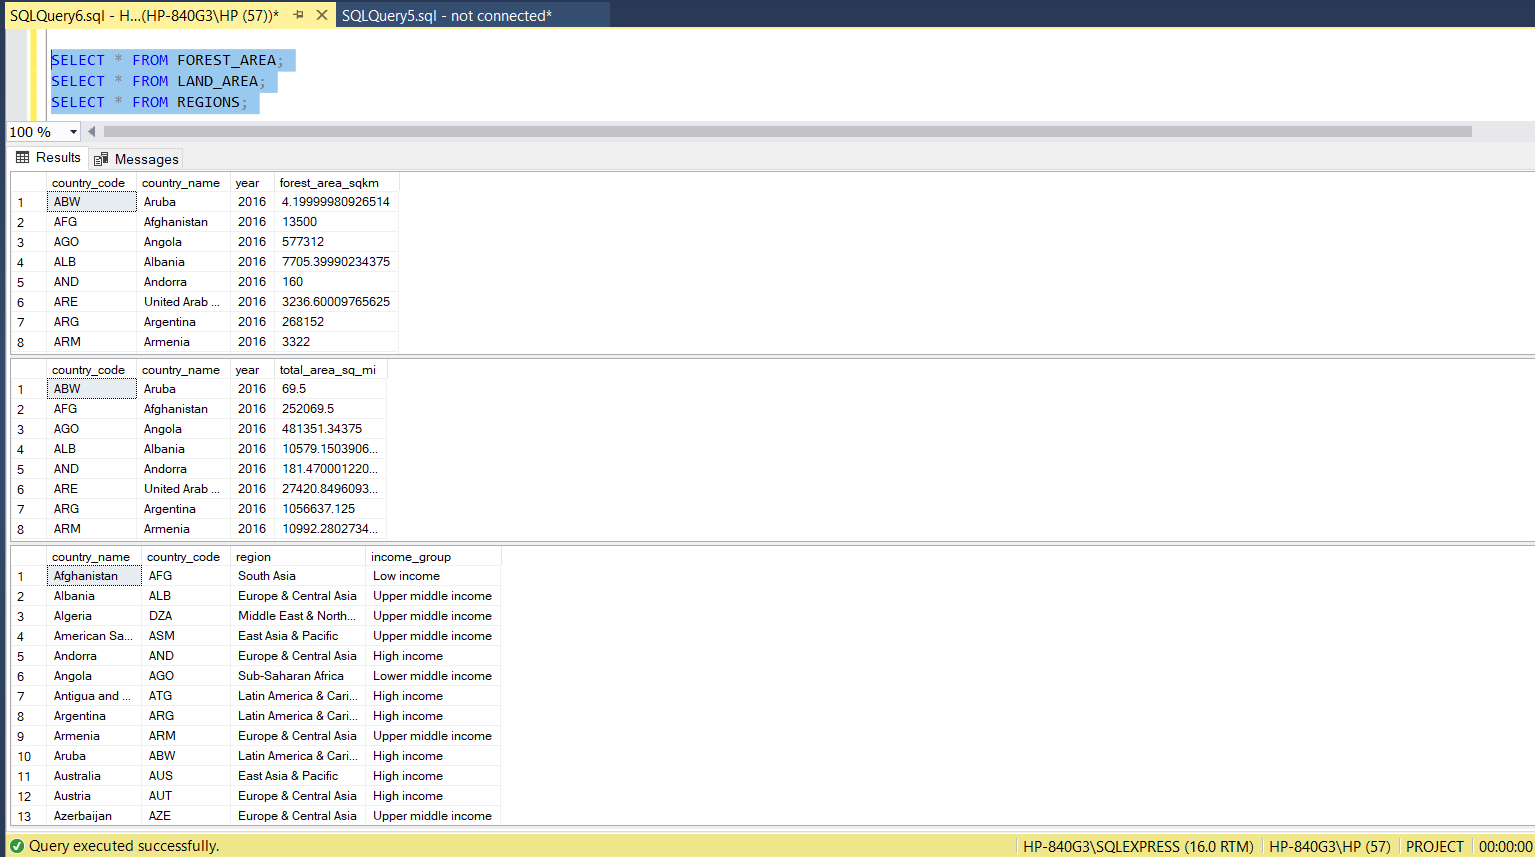 SQLQuery6.sql - H...(HP-840G3\HP (57))* SQLQuery5.sql - not connected*
SELECT * FROM FOREST_AREA;
SELECT * FROM LAND_AREA;
SELECT * FROM REGIONS;
100 %
Results Messages
country_code country_name year forest_area_sqkm
1 ABW Aruba 2016 4.19999980926514
2 AFG Afghanistan 2016 13500
3 AGO Angola 2016 577312
4 ALB Albania 2016 7705.39990234375
5 AND Andorra 2016 160
6 ARE United Arab ... 2016 3236.60009765625
7 ARG Argentina 2016 268152
8 ARM Armenia 2016 3322
country_code country_name year total_area_sq_mi
1 ABW Aruba 2016 69.5
2 AFG Afghanistan 2016 252069.5
3 AGO Angola 2016 481351.34375
4 ALB Albania 2016 10579.1503906...
5 AND Andorra 2016 181.470001220...
6 ARE United Arab ... 2016 27420.8496093...
7 ARG Argentina 2016 1056637.125
8 ARM Armenia 2016 10992.2802734...
country_name country_code region income_group
1 Afghanistan AFG South Asia Low income
2 Albania ALB Europe & Central Asia Upper middle income
3 Algeria DZA Middle East & North... Upper middle income
4 American Sa... ASM East Asia & Pacific Upper middle income
5 Andorra AND Europe & Central Asia High income
6 Angola AGO Sub-Saharan Africa Lower middle income
7 Antigua and ... ATG Latin America & Cari... High income
8 Argentina ARG Latin America & Cari... High income
9 Armenia ARM Europe & Central Asia Upper middle income
10 Aruba ABW Latin America & Cari... High income
11 Australia AUS East Asia & Pacific High income
12 Austria AUT Europe & Central Asia High income
13 Azerbaijan AZE Europe & Central Asia Upper middle income
Query executed successfully. HP-840G3\SQLEXPRESS (16.0 RTM) HP-840G3\HP (57) PROJECT 00:00:00